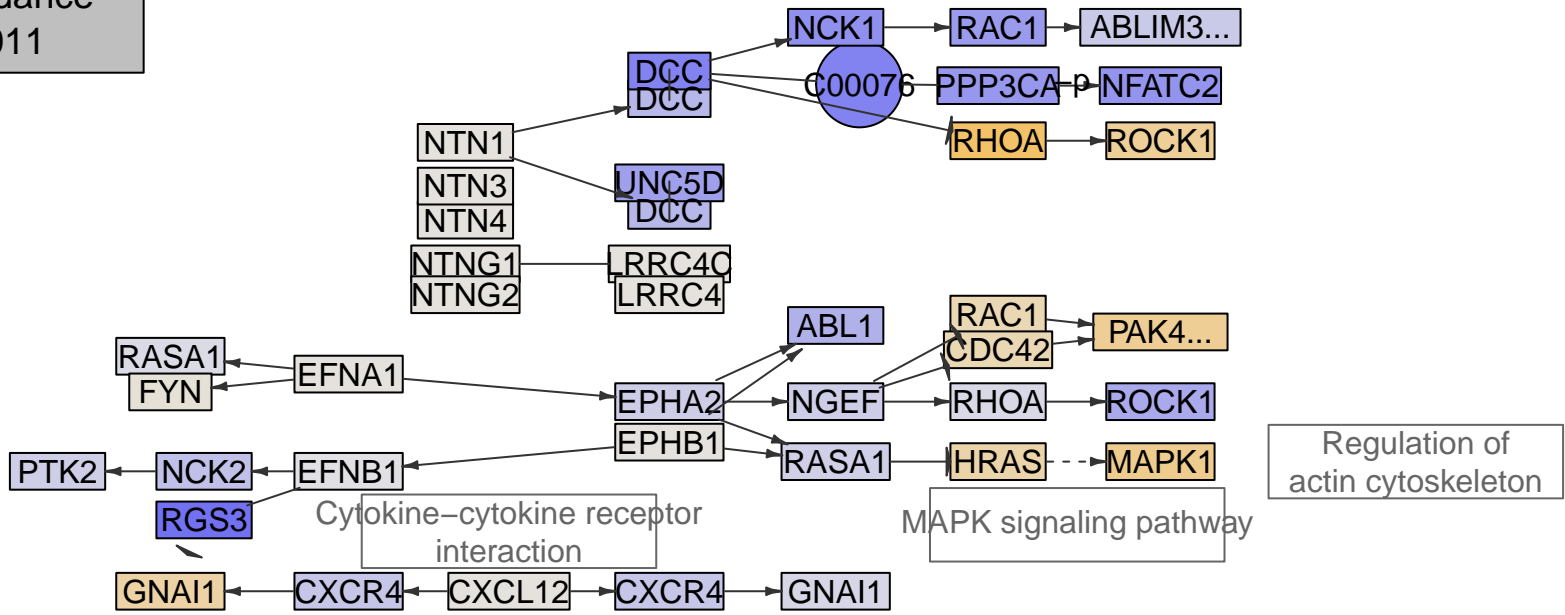 011
NCK1
RAC1
ABLIM3...
DCC
DCC
C00076
PPP3CA
–p
NFATC2
NTN1
RHOA
ROCK1
NTN3
UNC5D
NTN4
DCC
NTNG1
LRRC4C
NTNG2
LRRC4
RAC1
ABL1
PAK4...
RASA1
CDC42
EFNA1
FYN
EPHA2
NGEF
RHOA
ROCK1
EPHB1
Regulation of
actin cytoskeleton
PTK2
NCK2
EFNB1
RASA1
HRAS
MAPK1
RGS3
Cytokine–cytokine receptor
interaction
MAPK signaling pathway
GNAI1
CXCR4
CXCL12
CXCR4
GNAI1